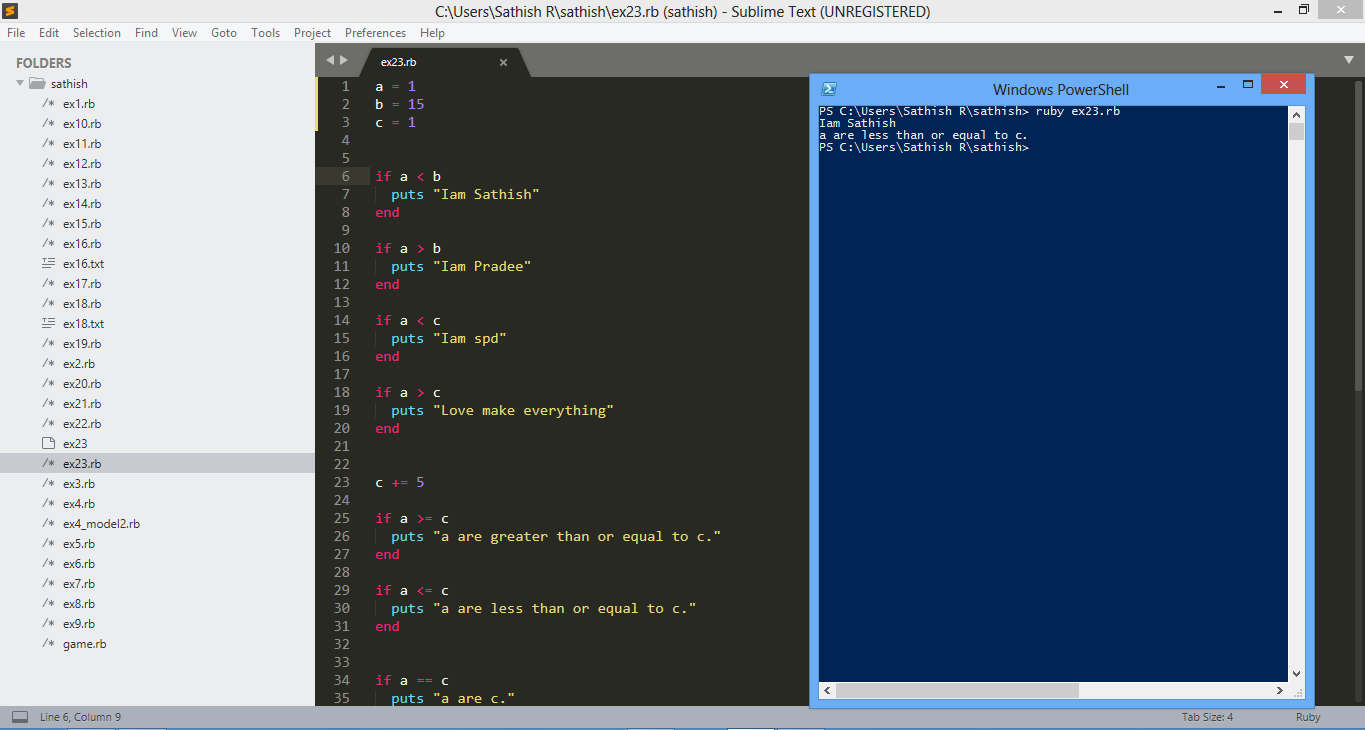 C:\Users\Sathish R\sathish\ex23.rb (sathish) - Sublime Text (UNREGISTERED)
File Edit Selection Find View Goto Tools Project Preferences Help
FOLDERS
sathish
/* ex1.rb
/* ex10.rb
/* ex11.rb
/* ex12.rb
/* ex13.rb
/* ex14.rb
/* ex15.rb
/* ex16.rb
ex16.txt
/* ex17.rb
/* ex18.rb
ex18.txt
/* ex19.rb
/* ex2.rb
/* ex20.rb
/* ex21.rb
/* ex22.rb
ex23
/* ex23.rb
/* ex3.rb
/* ex4.rb
/* ex4_model2.rb
/* ex5.rb
/* ex6.rb
/* ex7.rb
/* ex8.rb
/* ex9.rb
/* game.rb
ex23.rb
1 a = 1
2 b = 15
3 c = 1
4
5
6 if a < b
7 puts "Iam Sathish"
8 end
9
10 if a > b
11 puts "Iam Pradee"
12 end
13
14 if a < c
15 puts "Iam spd"
16 end
17
18 if a > c
19 puts "Love make everything"
20 end
21
22
23 c += 5
24
25 if a >= c
26 puts "a are greater than or equal to c."
27 end
28
29 if a <= c
30 puts "a are less than or equal to c."
31 end
32
33
34 if a == c
35 puts "a are c."
Windows PowerShell
PS C:\Users\Sathish R\sathish> ruby ex23.rb
Iam Sathish
a are less than or equal to c.
PS C:\Users\Sathish R\sathish>
Line 6, Column 9
Tab Size: 4
Ruby